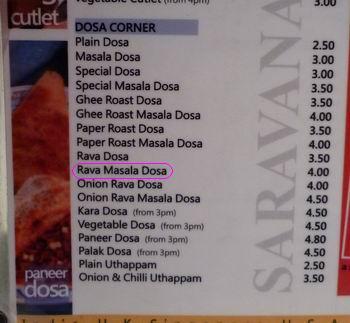 Vegetable Cutlet (from 4pm) 3.00
cutlet
DOSA CORNER
Plain Dosa 2.50
Masala Dosa 3.00
Special Dosa 3.00
Special Masala Dosa 3.50
Ghee Roast Dosa 3.50
Ghee Roast Masala Dosa 4.00
Paper Roast Dosa 3.50
Paper Roast Masala Dosa 4.00
Rava Dosa 3.50
Rava Masala Dosa 4.00
Onion Rava Dosa 4.00
Onion Rava Masala Dosa 4.50
Kara Dosa (from 3pm) 4.50
Vegetable Dosa (from 3pm) 4.50
Paneer Dosa (from 3pm) 4.80
Palak Dosa (from 3pm) 4.50
Plain Uthappam 2.50
Onion & Chilli Uthappam 3.50
SARAVANA
paneer
dosa